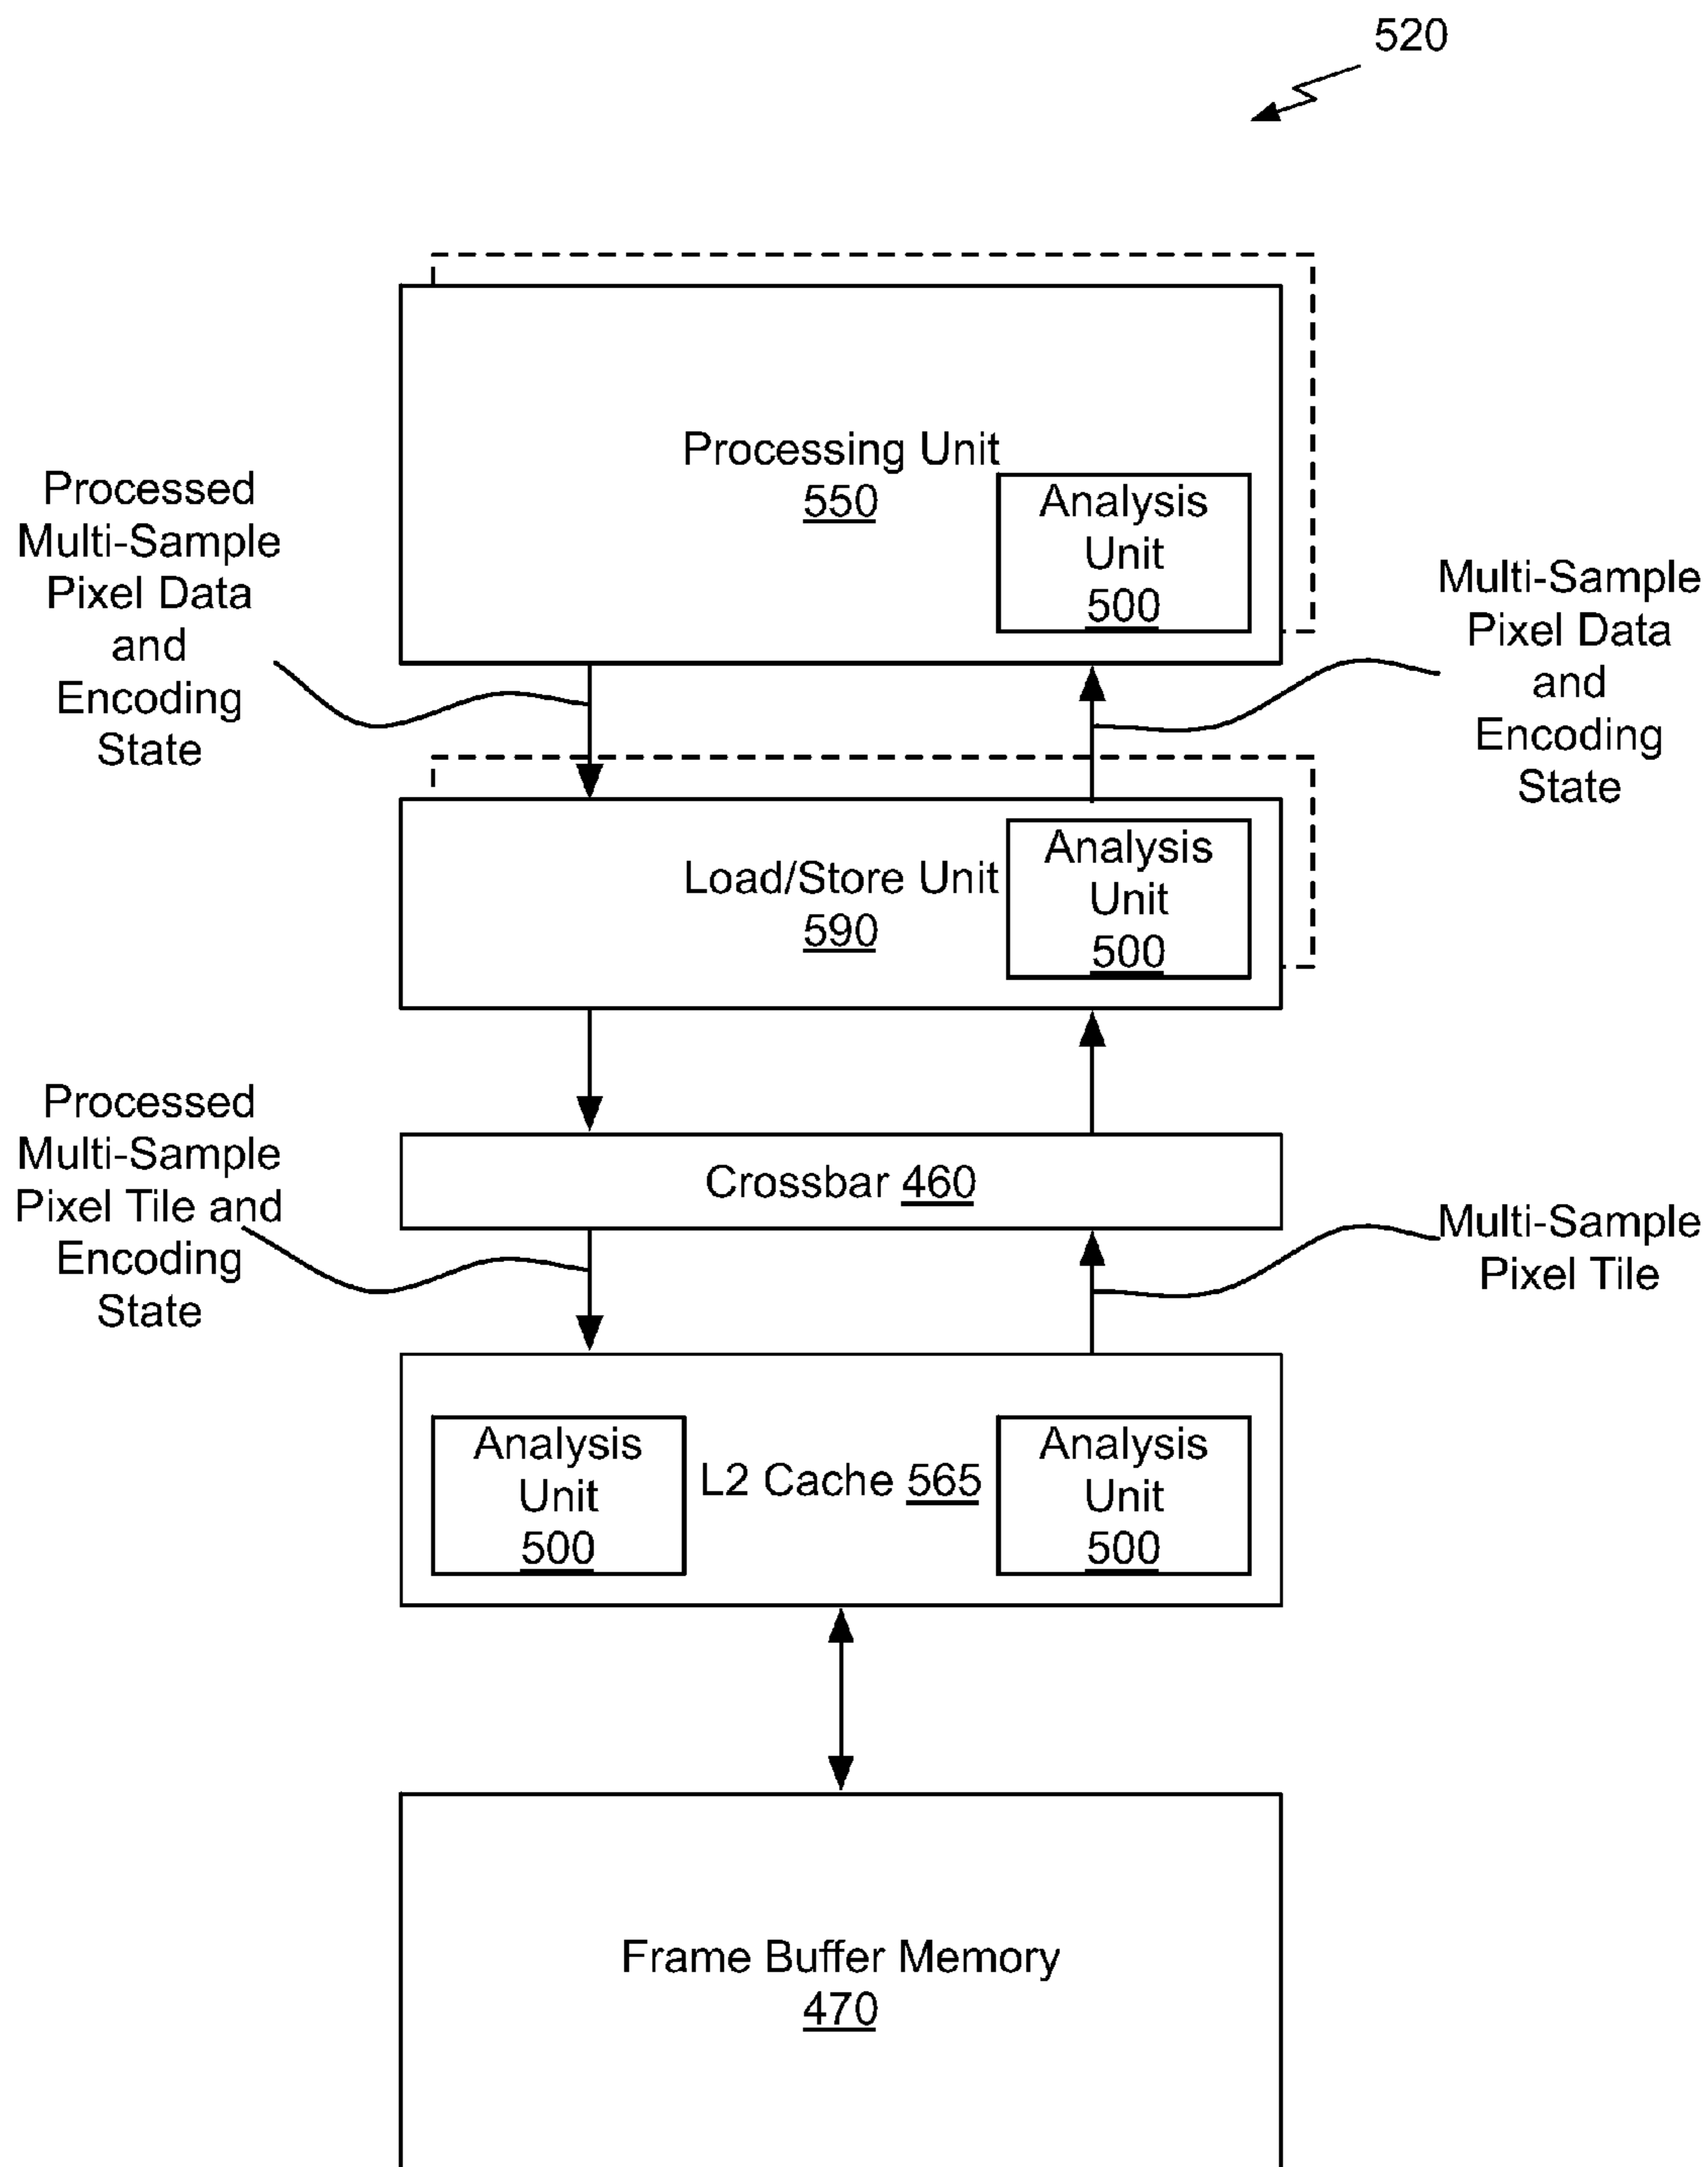 520
Processing Unit
550
Analysis
Unit
500
Processed
Multi-Sample
Pixel Data
and
Encoding
State
Multi-Sample
Pixel Data
and
Encoding
State
Load/Store Unit
590
Analysis
Unit
500
Processed
Multi-Sample
Pixel Tile and
Encoding
State
Crossbar 460
Multi-Sample
Pixel Tile
Analysis
Unit
500
L2 Cache 565
Analysis
Unit
500
Frame Buffer Memory
470